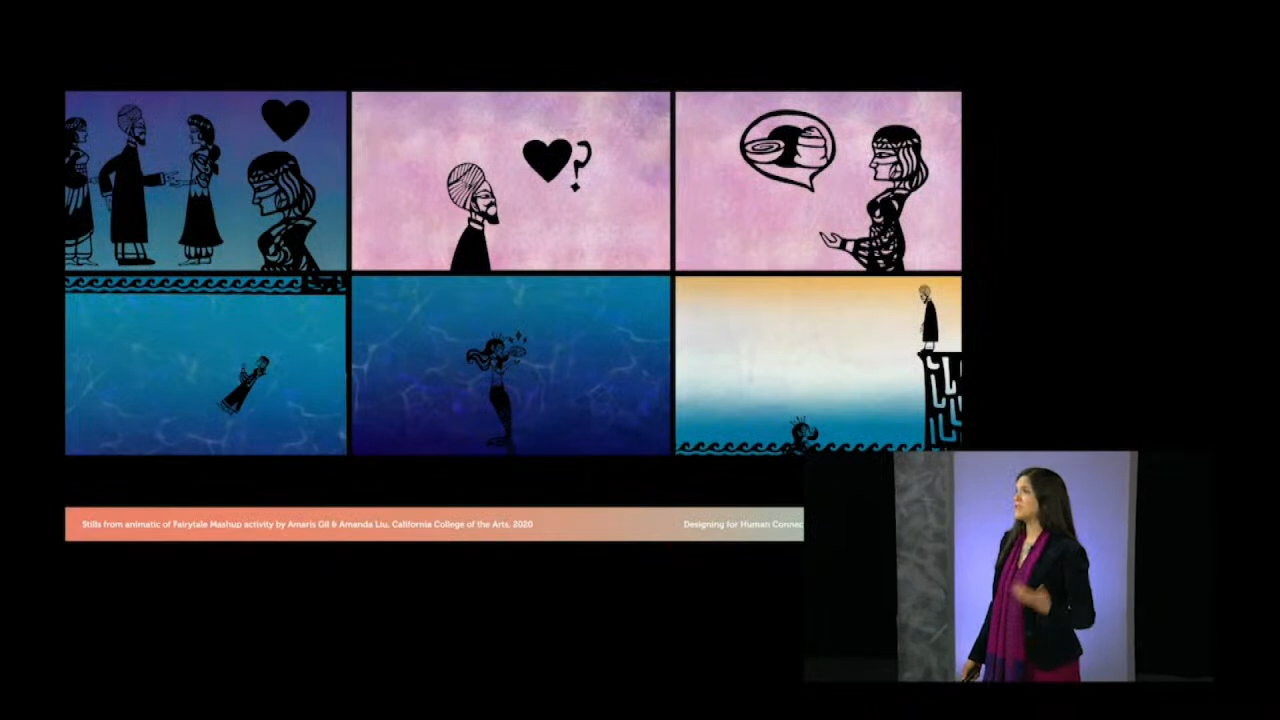 Stills from animatic of Fairytale Mashup activity by Amaris Gil & Amanda Liu, California College of the Arts, 2020
Designing for Human Connec